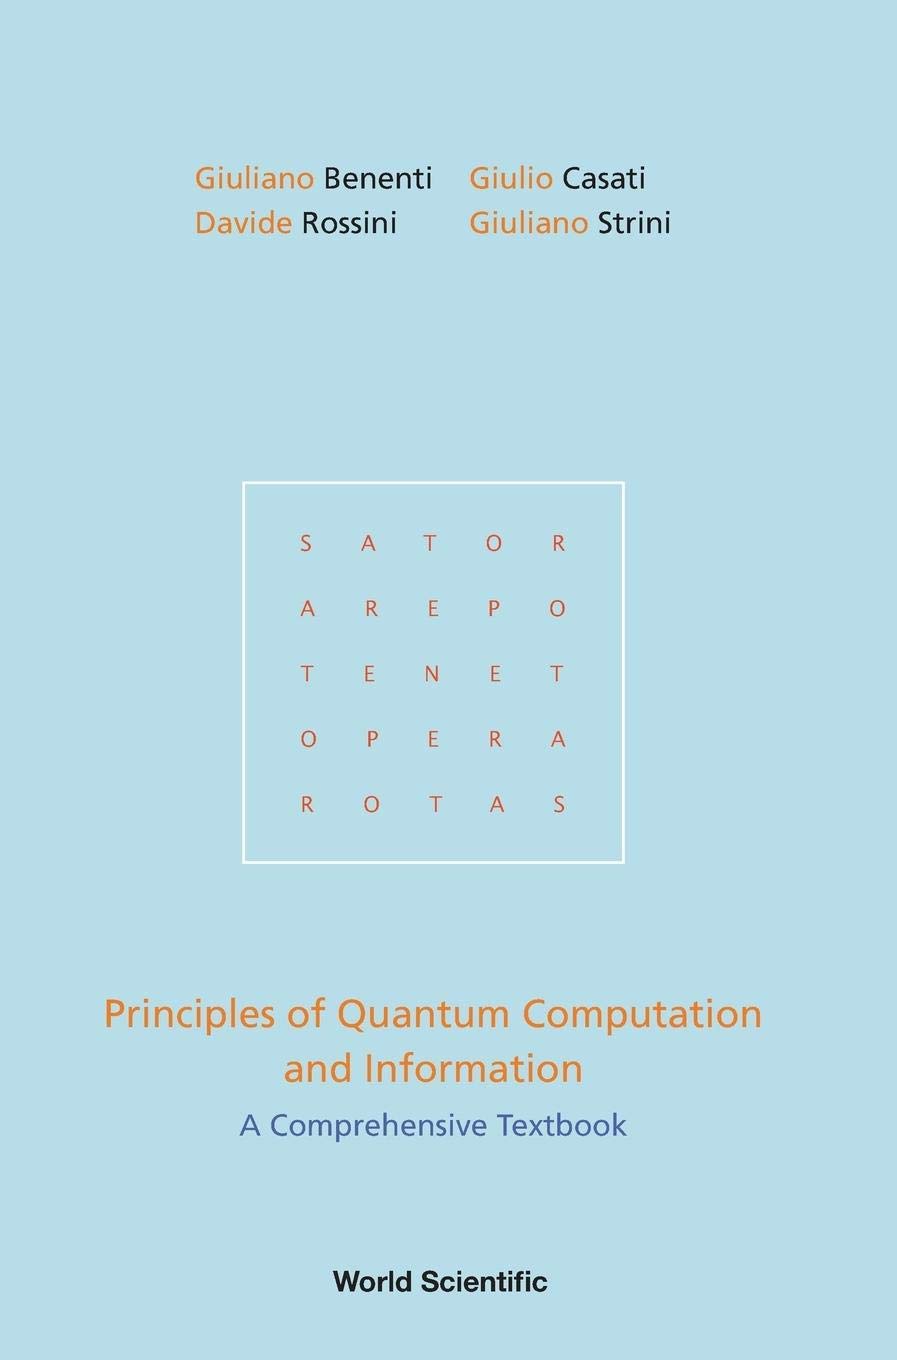 Giuliano Benenti Giulio Casati
Davide Rossini Giuliano Strini
S A T O R
A R E P O
T E N E T
O P E R A
R O T A S
Principles of Quantum Computation
and Information
A Comprehensive Textbook
World Scientific